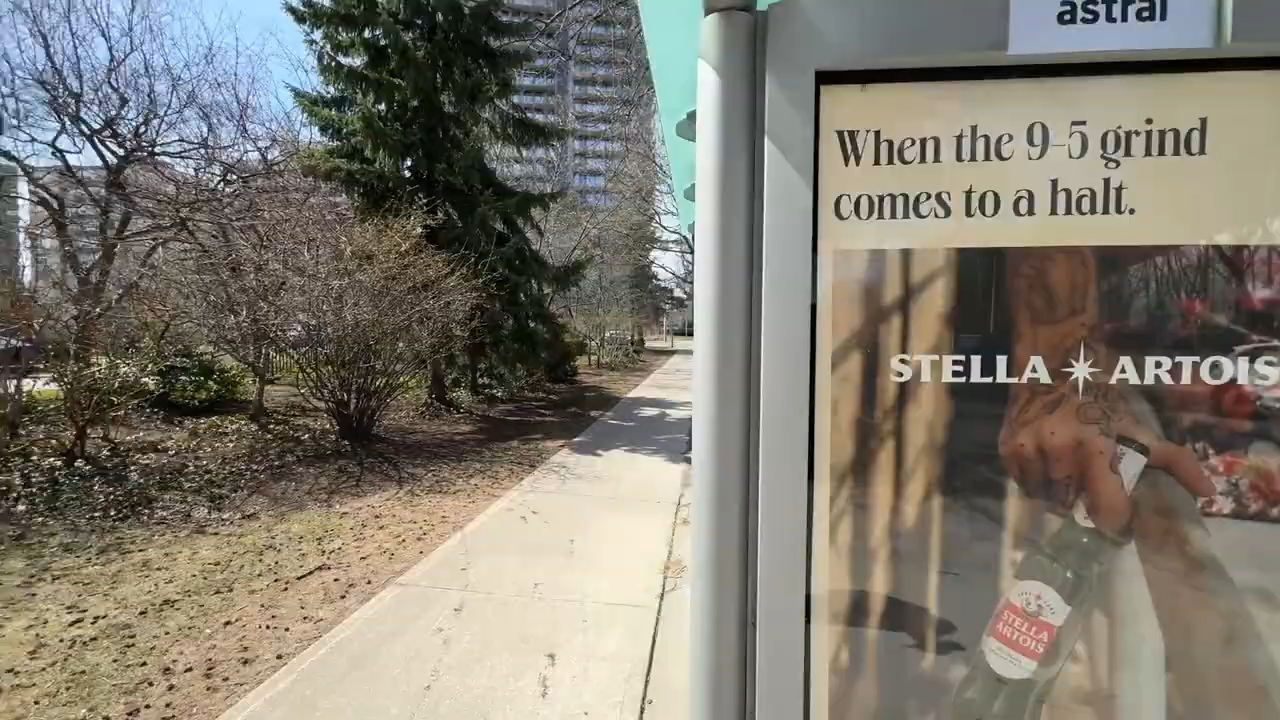 astral
When the 9-5 grind
comes to a halt.
STELLA ARTOIS
STELLA
ARTOIS